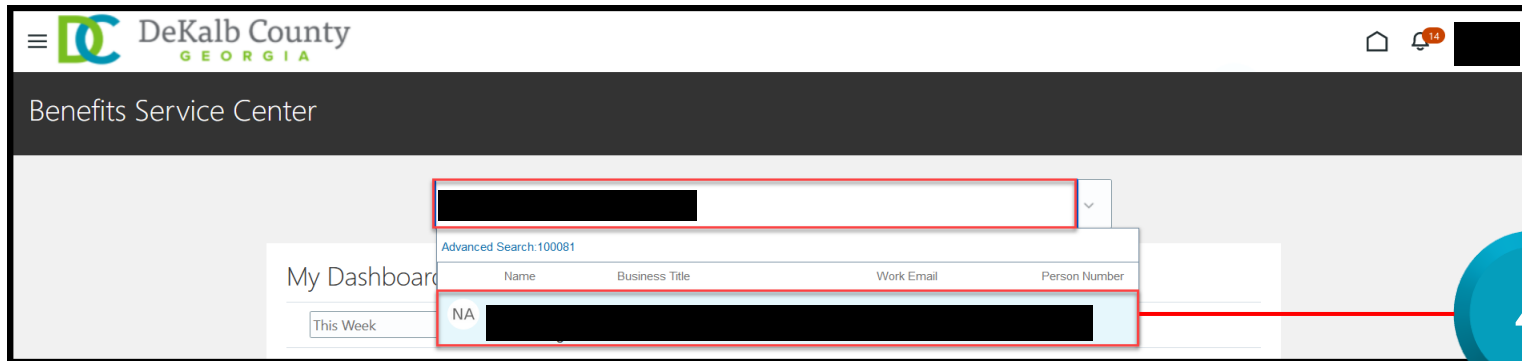 DeKalb County
GEORGIA
14
Benefits Service Center
Advanced Search:100081
Name Business Title Work Email Person Number
My Dashboard
NA
This Week